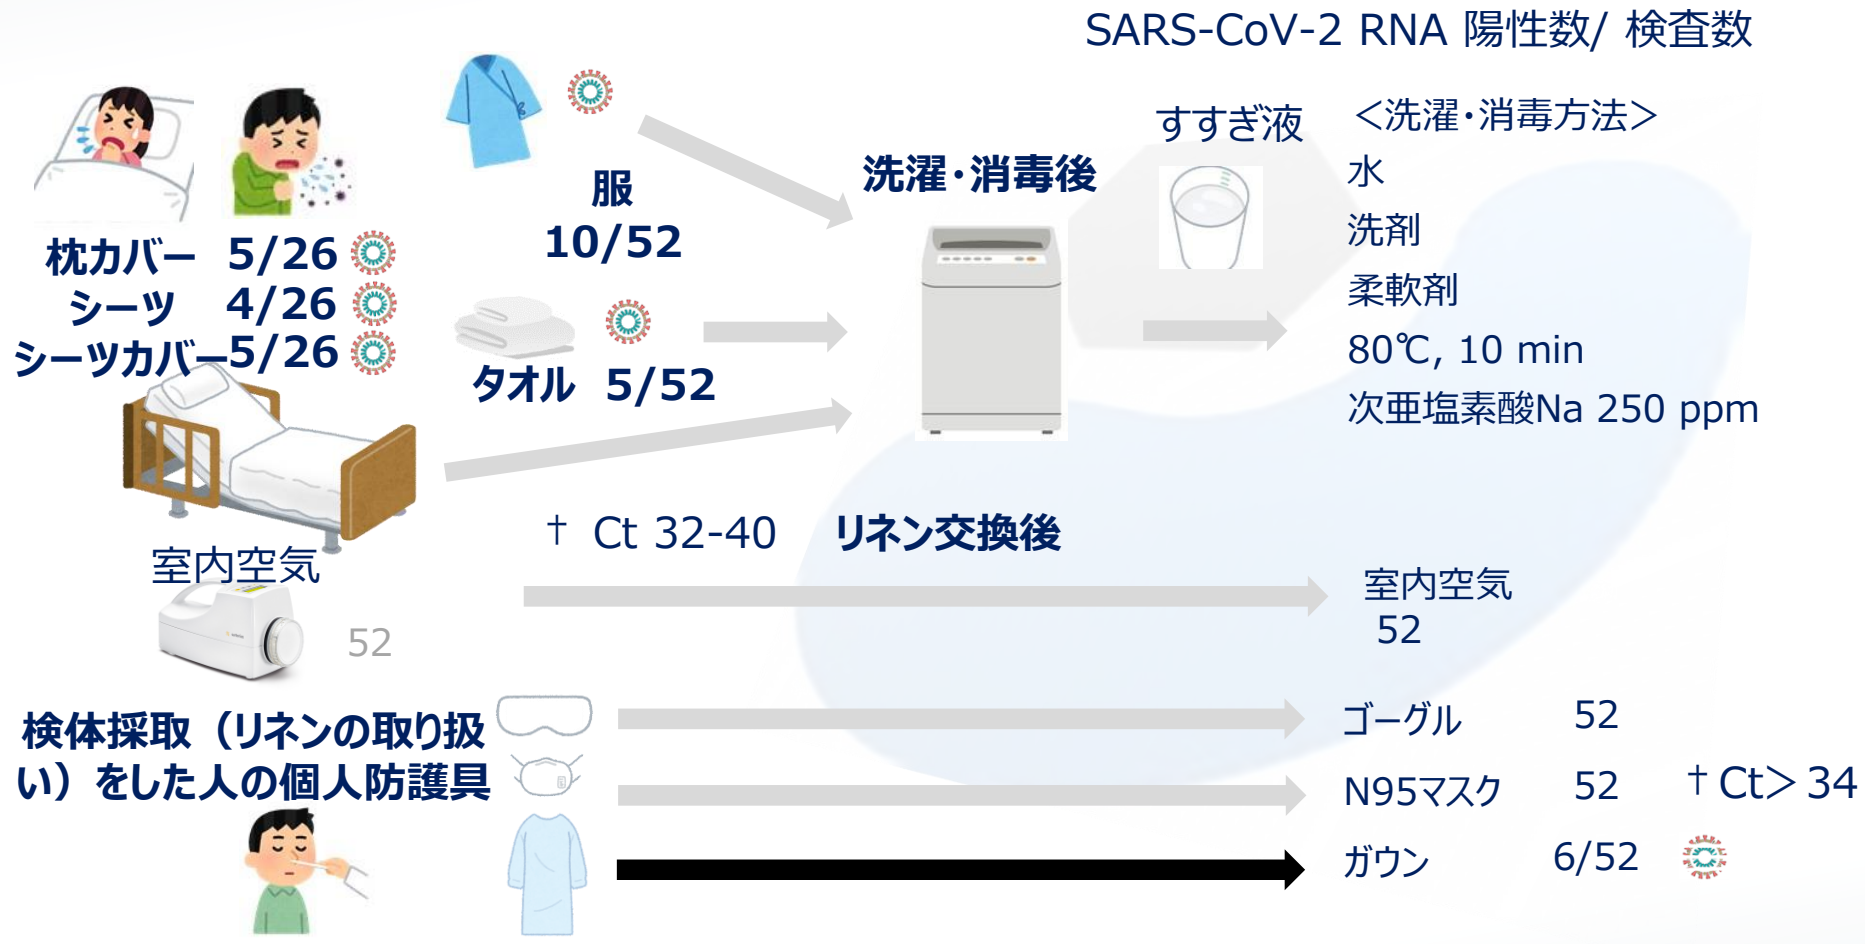 SARS-CoV-2 RNA 陽性数/ 検査数
服
10/52
枕カバー 5/26
シーツ 4/26
シーツカバー 5/26
タオル 5/52
洗濯・消毒後
すすぎ液
＜洗濯・消毒方法＞
水
洗剤
柔軟剤
80℃, 10 min
次亜塩素酸Na 250 ppm
† Ct 32-40
リネン交換後
室内空気
52
室内空気
52
検体採取（リネンの取り扱
い）をした人の個人防護具
ゴーグル 52
N95マスク 52 † Ct＞34
ガウン 6/52